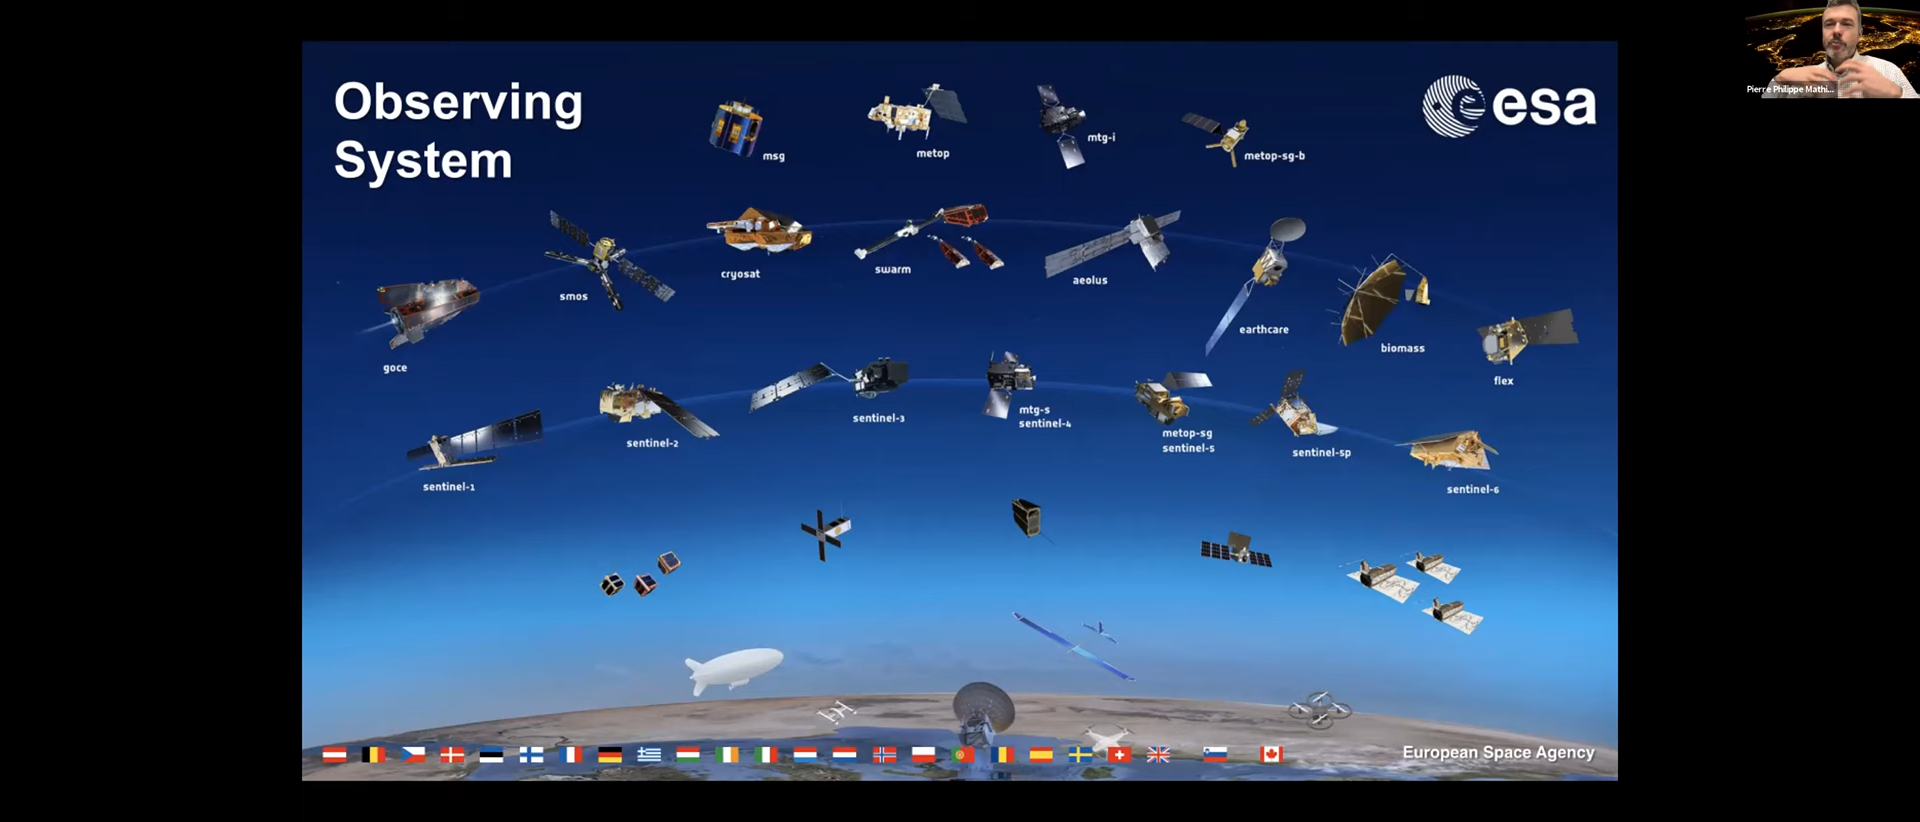 Observing
System
esa
msg
metop
mtg-i
metop-sg-b
smos
cryosat
swarm
aeolus
earthcare
biomass
goce
flex
sentinel-1
sentinel-2
sentinel-3
mtg-s
sentinel-4
metop-sg
sentinel-5
sentinel-5p
sentinel-6
European Space Agency
Pierre Philippe Mathi...